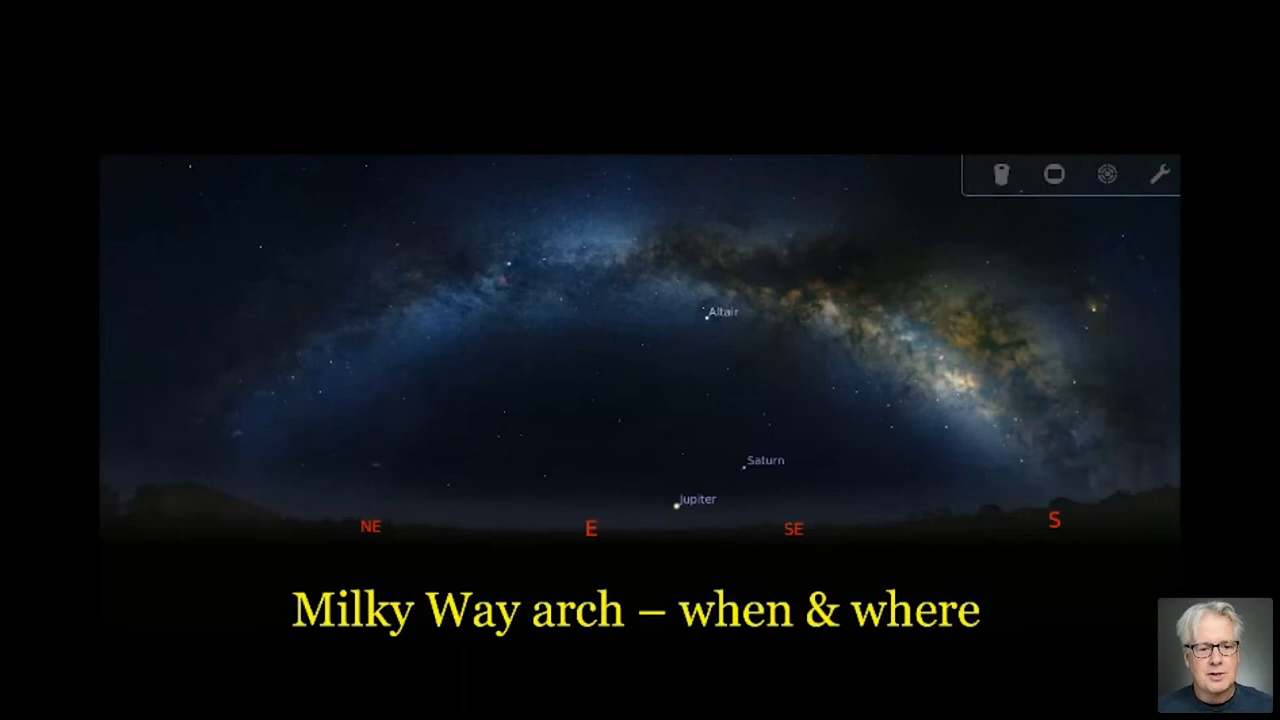 Altair
Saturn
Jupiter
NE E SE S
Milky Way arch – when & where